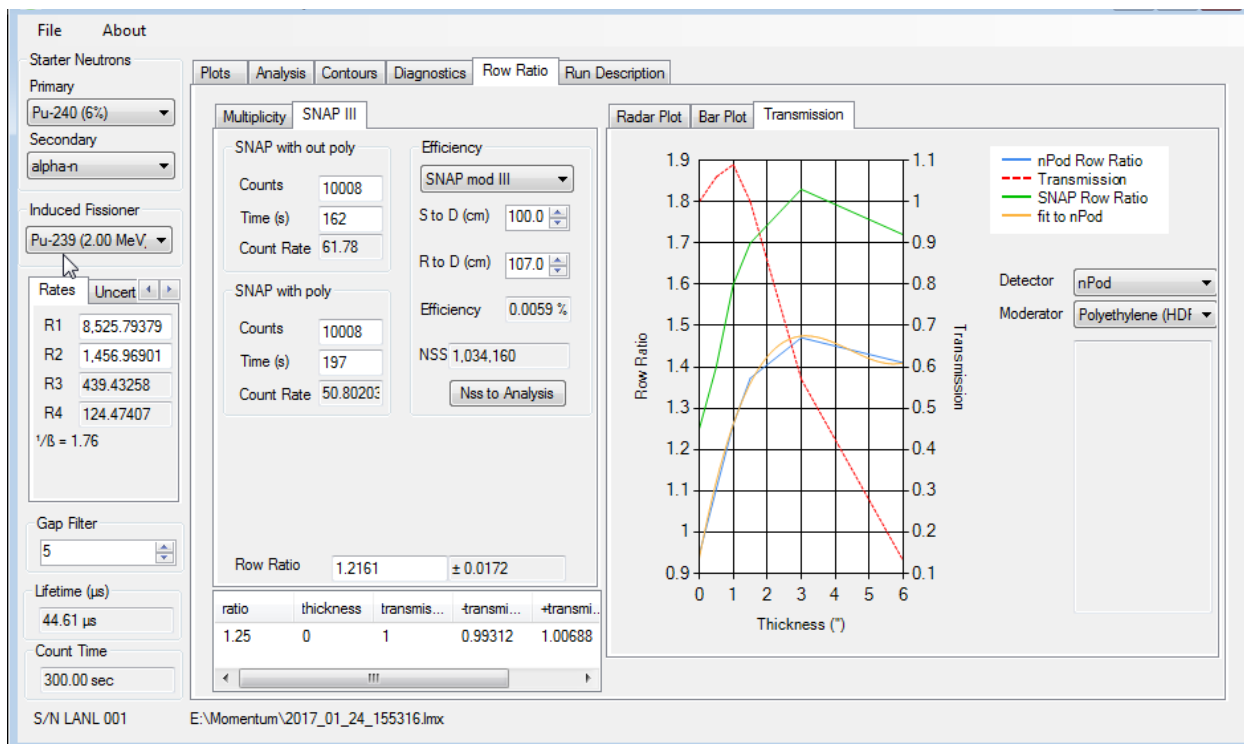 File About
Starter Neutrons
Primary
Pu-240 (6%)
Secondary
alpha-n
Induced Fissioner
Pu-239 (2.00 MeV,
Rates Uncert
R1 8,525.79379
R2 1,456.96901
R3 439.43258
R4 124.47407
¹/ß = 1.76
Gap Filter
5
Lifetime (µs)
44.61 µs
Count Time
300.00 sec
Plots Analysis Contours Diagnostics Row Ratio Run Description
Multiplicity SNAP III
SNAP with out poly
Counts 10008
Time (s) 162
Count Rate 61.78
SNAP with poly
Counts 10008
Time (s) 197
Count Rate 50.80203
Efficiency
SNAP mod III
S to D (cm) 100.0
R to D (cm) 107.0
Efficiency 0.0059 %
NSS 1,034,160
Nss to Analysis
Row Ratio 1.2161 ± 0.0172
ratio thickness transmis... -transmi... +transmi..
1.25 0 1 0.99312 1.00688
Radar Plot Bar Plot Transmission
Row Ratio
1.9
1.8
1.7
1.6
1.5
1.4
1.3
1.2
1.1
1
0.9
1.1
1
0.9
0.8
0.7
0.6
0.5
0.4
0.3
0.2
0.1
Transmission
0 1 2 3 4 5 6
Thickness (")
nPod Row Ratio
Transmission
SNAP Row Ratio
fit to nPod
Detector nPod
Moderator Polyethylene (HDF
S/N LANL 001 E:\Momentum\2017_01_24_155316.lmx